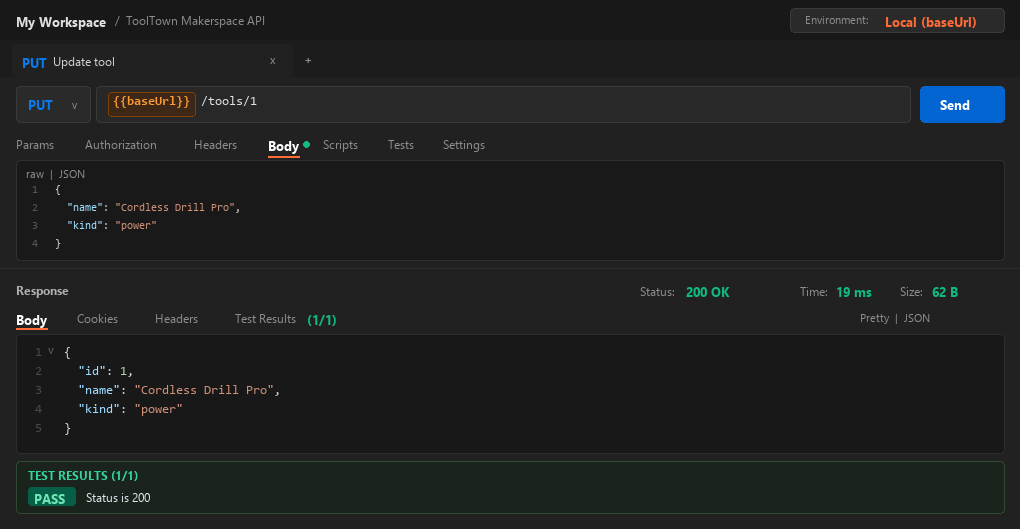 My Workspace / ToolTown Makerspace API
Environment: Local (baseUrl)
PUT Update tool x +
PUT v {{baseUrl}} /tools/1 Send
Params Authorization Headers Body Scripts Tests Settings
raw | JSON
1 {
2 "name": "Cordless Drill Pro",
3 "kind": "power"
4 }
Response Status: 200 OK Time: 19 ms Size: 62 B
Body Cookies Headers Test Results (1/1) Pretty | JSON
1 v {
2 "id": 1,
3 "name": "Cordless Drill Pro",
4 "kind": "power"
5 }
TEST RESULTS (1/1)
PASS Status is 200